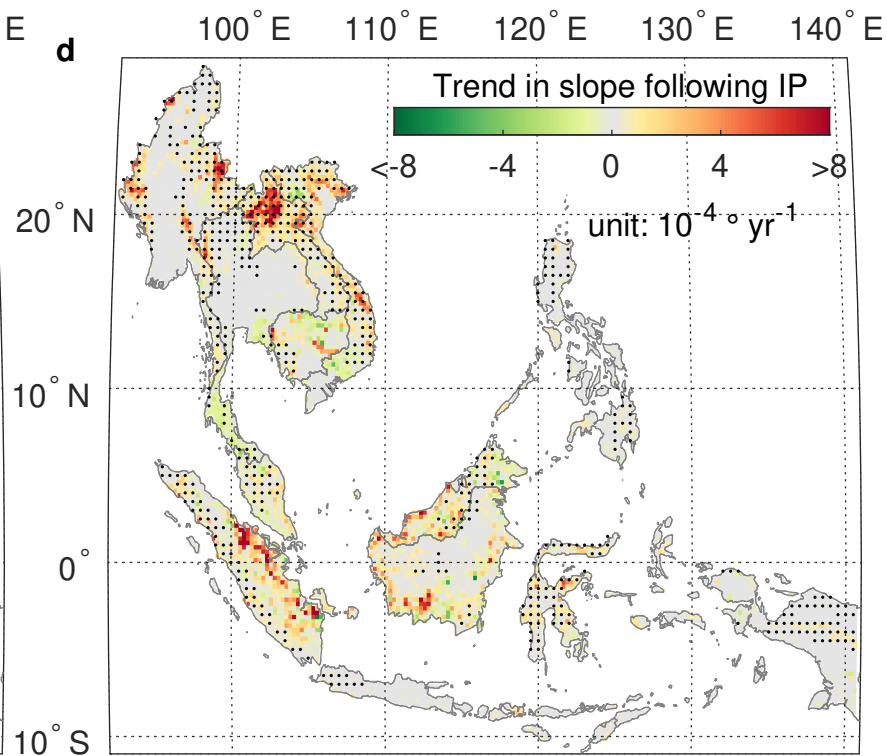 E 100° E 110° E 120° E 130° E 140° E
d
Trend in slope following IP
<-8 -4 0 4 >8
20° N
unit: 10-4 ° yr-1
10° N
0°
10° S